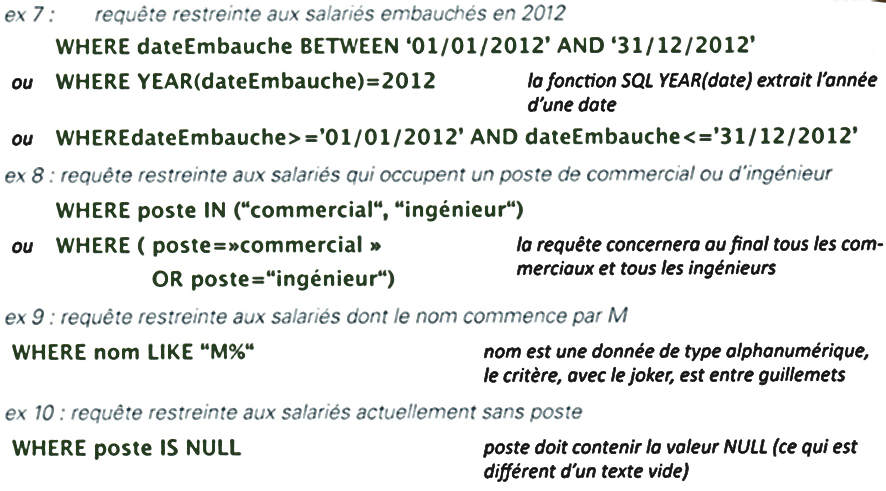 ex 7 : requête restreinte aux salariés embauchés en 2012
WHERE dateEmbauche BETWEEN ‘01/01/2012’ AND ‘31/12/2012’
ou WHERE YEAR(dateEmbauche)=2012 la fonction SQL YEAR(date) extrait l’année
d’une date
ou WHEREdateEmbauche>=’01/01/2012’ AND dateEmbauche<=’31/12/2012’
ex 8 : requête restreinte aux salariés qui occupent un poste de commercial ou d’ingénieur
WHERE poste IN (“commercial“, “ingénieur“)
ou WHERE ( poste=»commercial » la requête concernera au final tous les com-
OR poste=“ingénieur“) merciaux et tous les ingénieurs
ex 9 : requête restreinte aux salariés dont le nom commence par M
WHERE nom LIKE “M%“ nom est une donnée de type alphanumérique,
le critère, avec le joker, est entre guillemets
ex 10 : requête restreinte aux salariés actuellement sans poste
WHERE poste IS NULL poste doit contenir la valeur NULL (ce qui est
différent d’un texte vide)